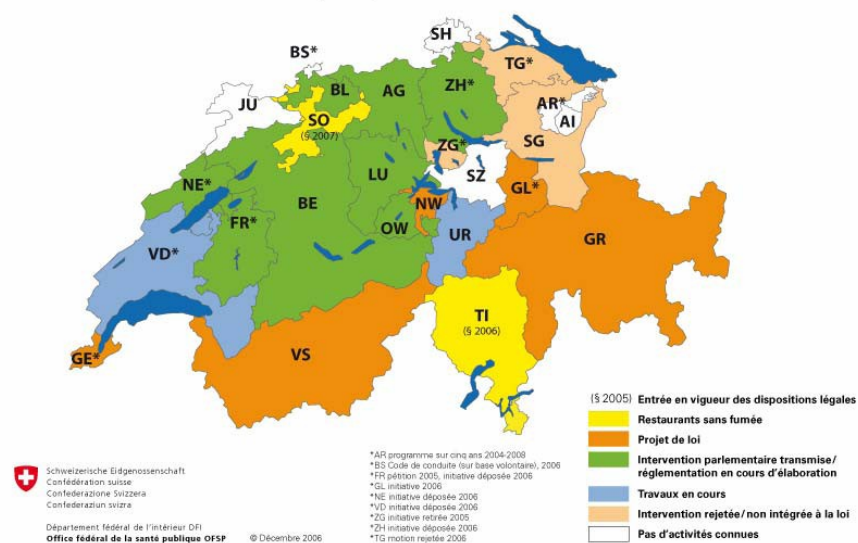 SH
BS*
TG*
BL
AG
ZH*
JU
AR*
AI
SO
(§ 2007)
SG
ZG*
LU
SZ
NE*
GL*
BE
NW
FR*
OW
UR
GR
VD*
TI
(§ 2006)
VS
GE*
(§ 2005) Entrée en vigueur des dispositions légales
Restaurants sans fumée
Projet de loi
Intervention parlementaire transmise/
réglementation en cours d'élaboration
Travaux en cours
Intervention rejetée/non intégrée à la loi
Pas d'activités connues
*AR programme sur cinq ans 2004-2008
*BS Code de conduite (sur base volontaire), 2006
*FR pétition 2005, initiative déposée 2006
*GL initiative 2006
*NE initiative déposée 2006
*VD initiative déposée 2006
*ZG initiative retirée 2005
*ZH initiative déposée 2006
*TG motion rejetée 2006
Schweizerische Eidgenossenschaft
Confédération suisse
Confederazione Svizzera
Confederaziun svizra
Département fédéral de l'intérieur DFI
Office fédéral de la santé publique OFSP
© Décembre 2006